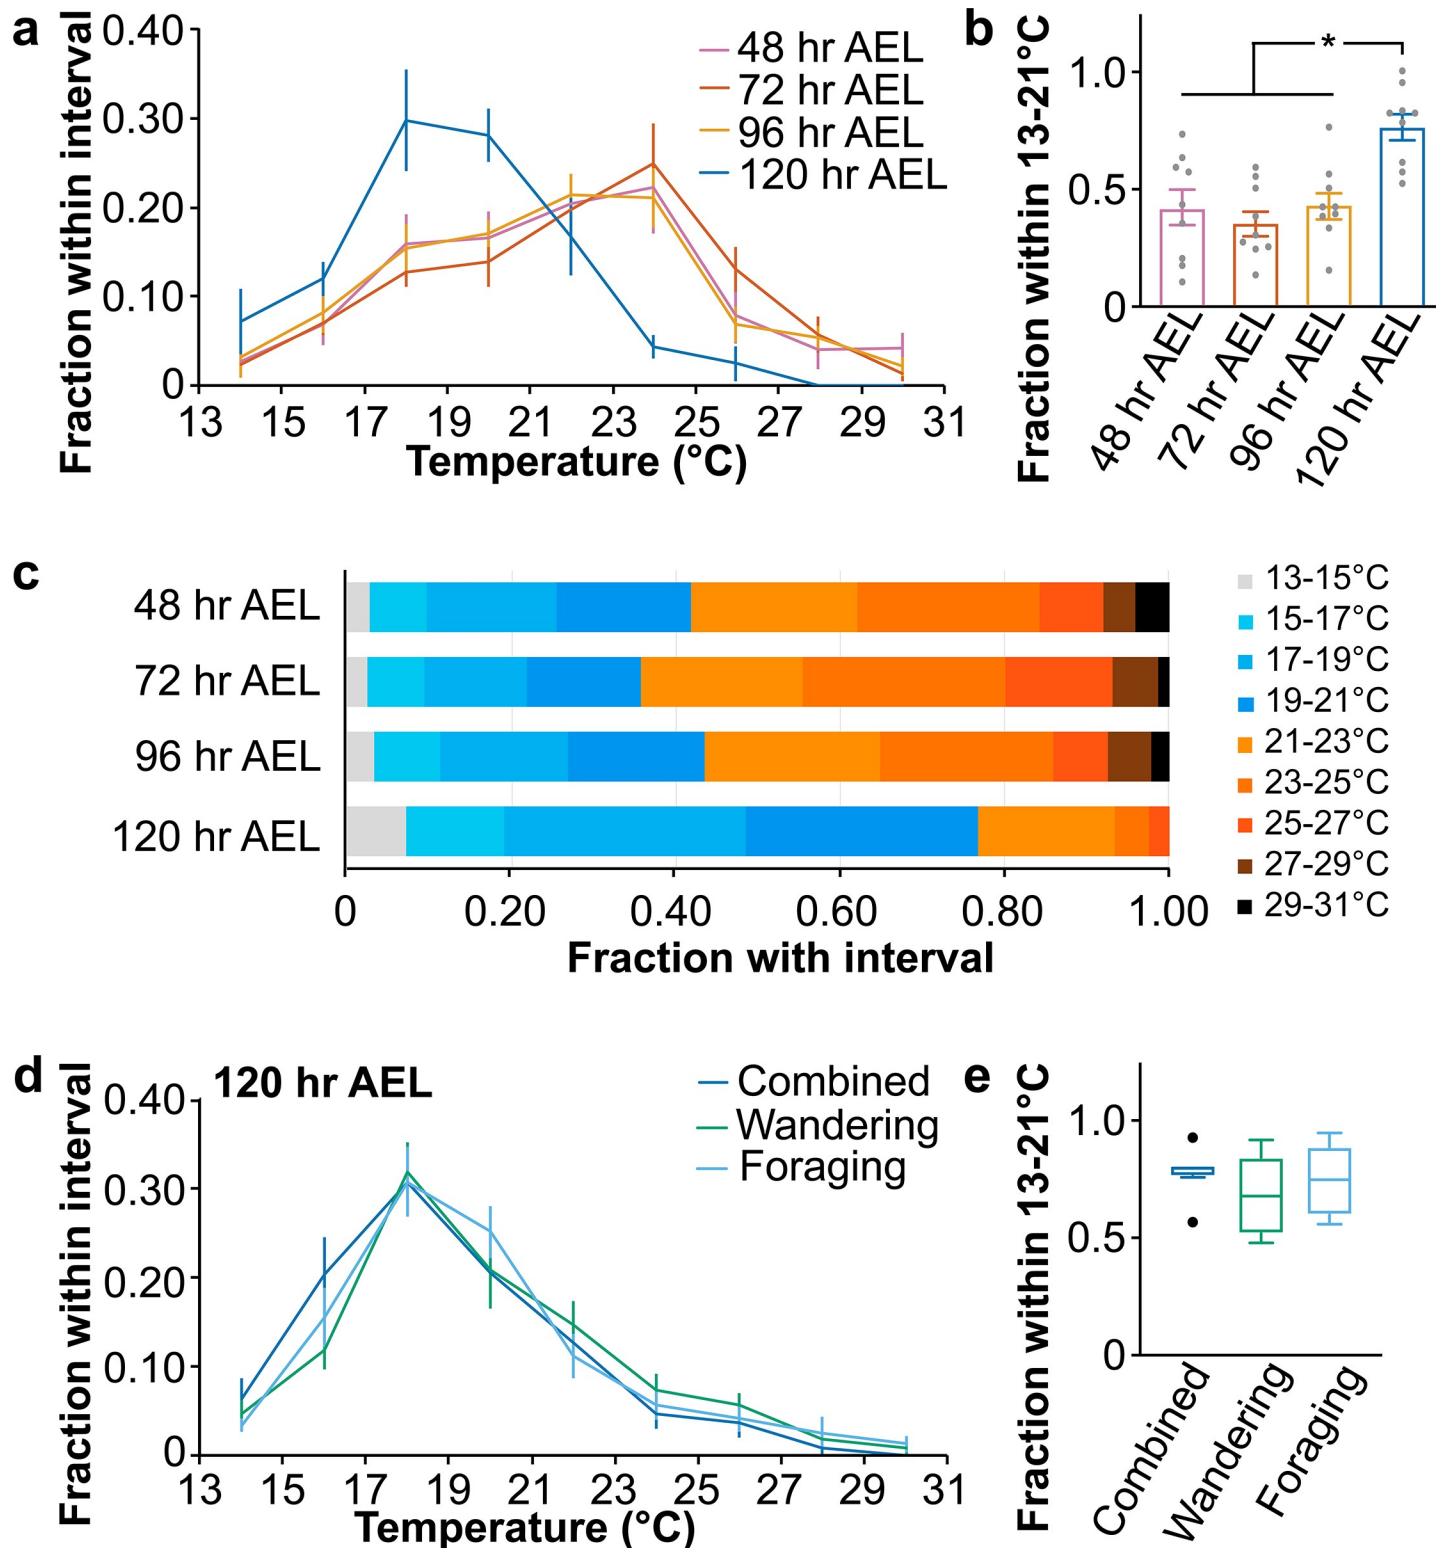 a
Fraction within interval
0.40
0.30
0.20
0.10
0
13 15 17 19 21 23 25 27 29 31
Temperature (°C)
48 hr AEL
72 hr AEL
96 hr AEL
120 hr AEL
b
Fraction within 13-21°C
1.0
0.5
0
*
48 hr AEL
72 hr AEL
96 hr AEL
120 hr AEL
c
48 hr AEL
72 hr AEL
96 hr AEL
120 hr AEL
0 0.20 0.40 0.60 0.80 1.00
Fraction with interval
13-15°C
15-17°C
17-19°C
19-21°C
21-23°C
23-25°C
25-27°C
27-29°C
29-31°C
d
120 hr AEL
Fraction within interval
0.40
0.30
0.20
0.10
0
13 15 17 19 21 23 25 27 29 31
Temperature (°C)
Combined
Wandering
Foraging
e
Fraction within 13-21°C
1.0
0.5
0
Combined
Wandering
Foraging